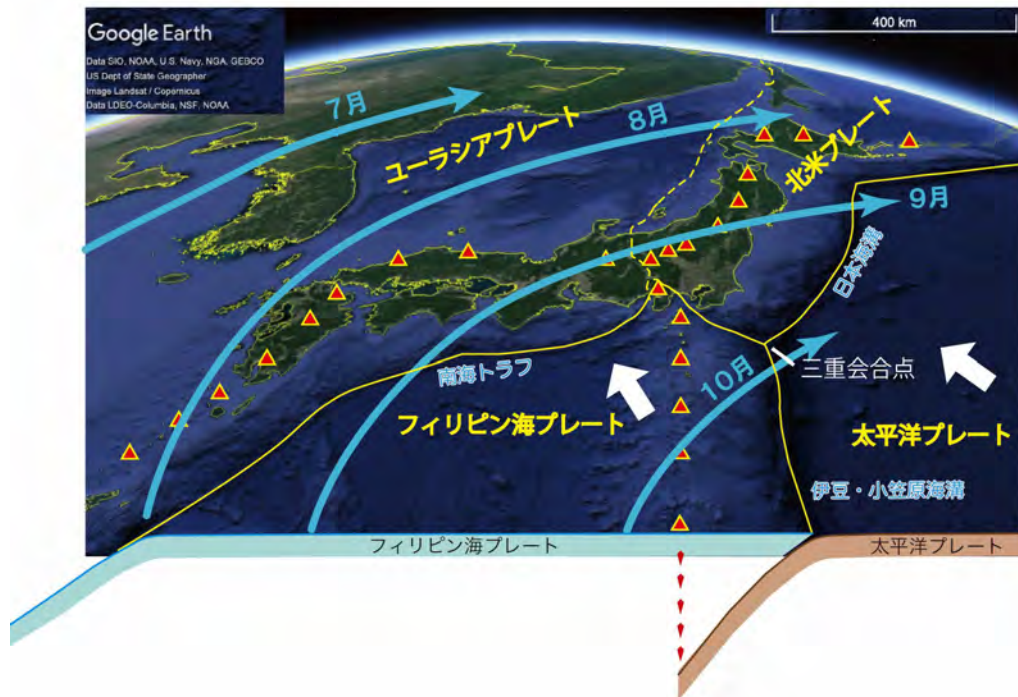 Google Earth
Data SIO, NOAA, U.S. Navy, NGA, GEBCO
US Dept of State Geographer
Image Landsat / Copernicus
Data LDEO-Columbia, NSF, NOAA
400 km
7月
8月
ユーラシアプレート
北米プレート
9月
日本海溝
南海トラフ
10月
三重会合点
フィリピン海プレート
太平洋プレート
伊豆・小笠原海溝
フィリピン海プレート
太平洋プレート